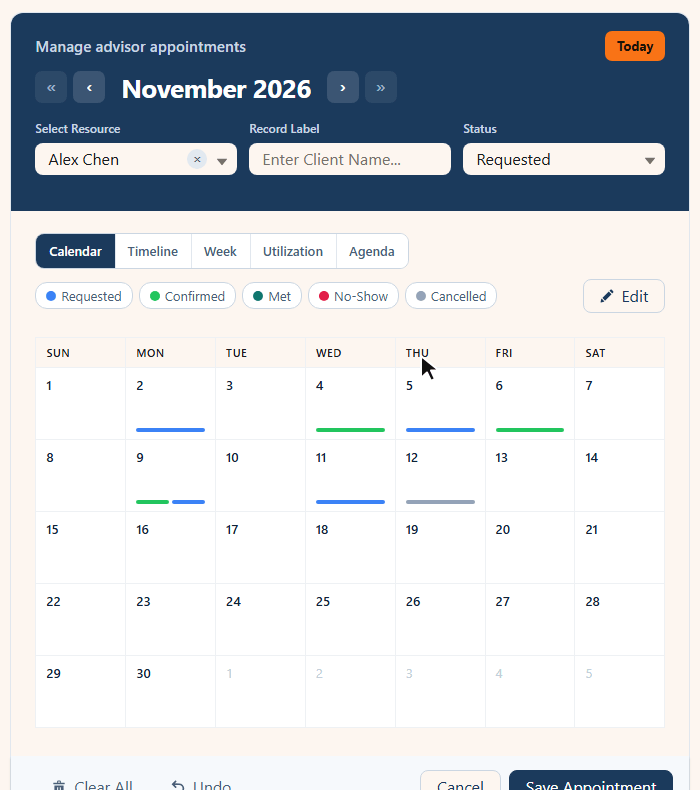 Manage advisor appointments
Today
« ‹ November 2026 › »
Select Resource Record Label Status
Alex Chen × Enter Client Name... Requested
Calendar Timeline Week Utilization Agenda
Requested Confirmed Met No-Show Cancelled Edit
SUN MON TUE WED THU FRI SAT
1 2 3 4 5 6 7
8 9 10 11 12 13 14
15 16 17 18 19 20 21
22 23 24 25 26 27 28
29 30 1 2 3 4 5
Clear All Undo Cancel Save Appointment